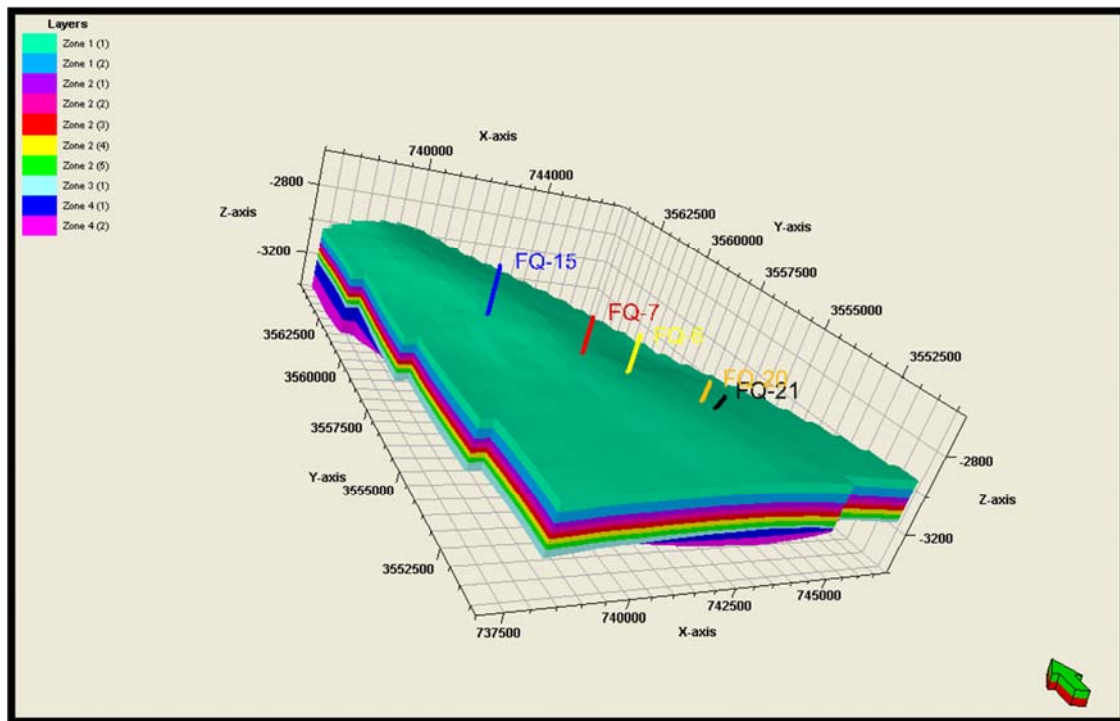 Layers
Zone 1 (1)
Zone 1 (2)
Zone 2 (1)
Zone 2 (2)
Zone 2 (3)
Zone 2 (4)
Zone 2 (5)
Zone 3 (1)
Zone 4 (1)
Zone 4 (2)
X-axis
740000
744000
-2800
Z-axis
-3200
3562500
3560000
Y-axis
3557500
3555000
3552500
FQ-15
FQ-7
FQ-20
FQ-21
-2800
Z-axis
-3200
3562500
3560000
3557500
Y-axis
3555000
3552500
737500
740000
742500
745000
X-axis